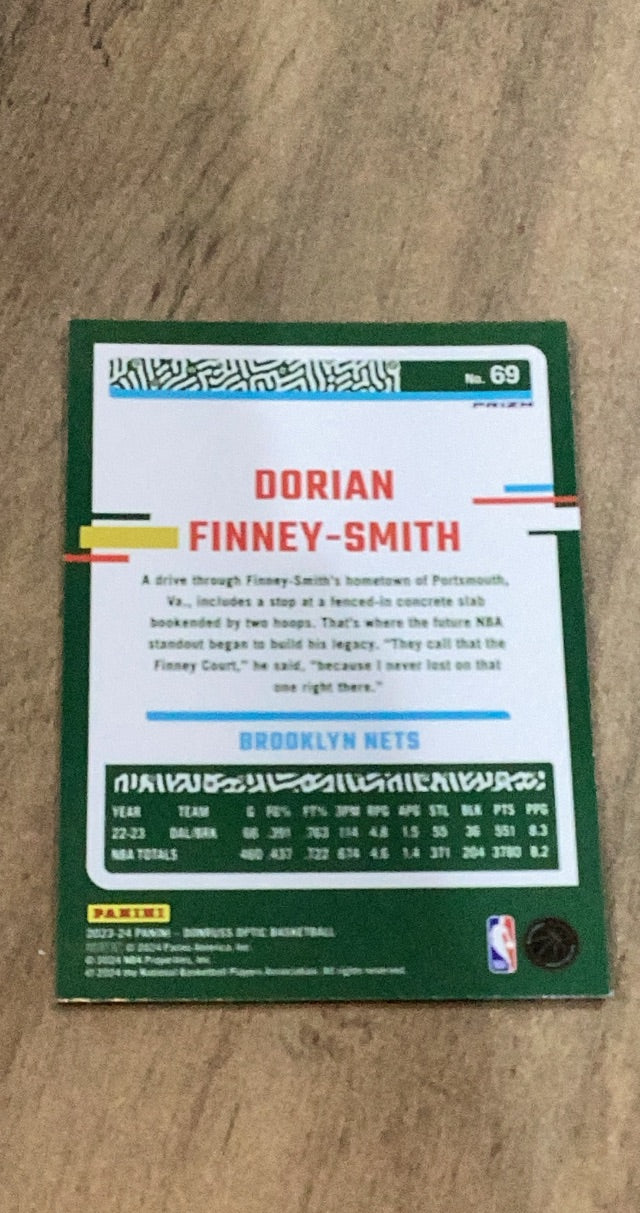 No. 69
PRIZM
DORIAN
FINNEY-SMITH
A drive through Finney-Smith's hometown of Portsmouth,
Va., includes a stop at a fenced-in concrete slab
bookended by two hoops. That's where the future NBA
standout began to build his legacy. "They call that the
Finney Court," he said, "because I never lost on that
one right there."
BROOKLYN NETS
YEAR TEAM G FG% FT% 3PM RPG APG STL BLK PTS PPG
22-23 DAL/BRK 66 .391 .763 114 4.8 1.5 55 36 551 8.3
NBA TOTALS 460 .437 .722 674 4.6 1.4 371 204 3780 8.2
PANINI
2023-24 PANINI - DONRUSS OPTIC BASKETBALL
© 2024 Panini America, Inc.
© 2024 NBA Properties, Inc.
© 2024 the National Basketball Players Association. All rights reserved.